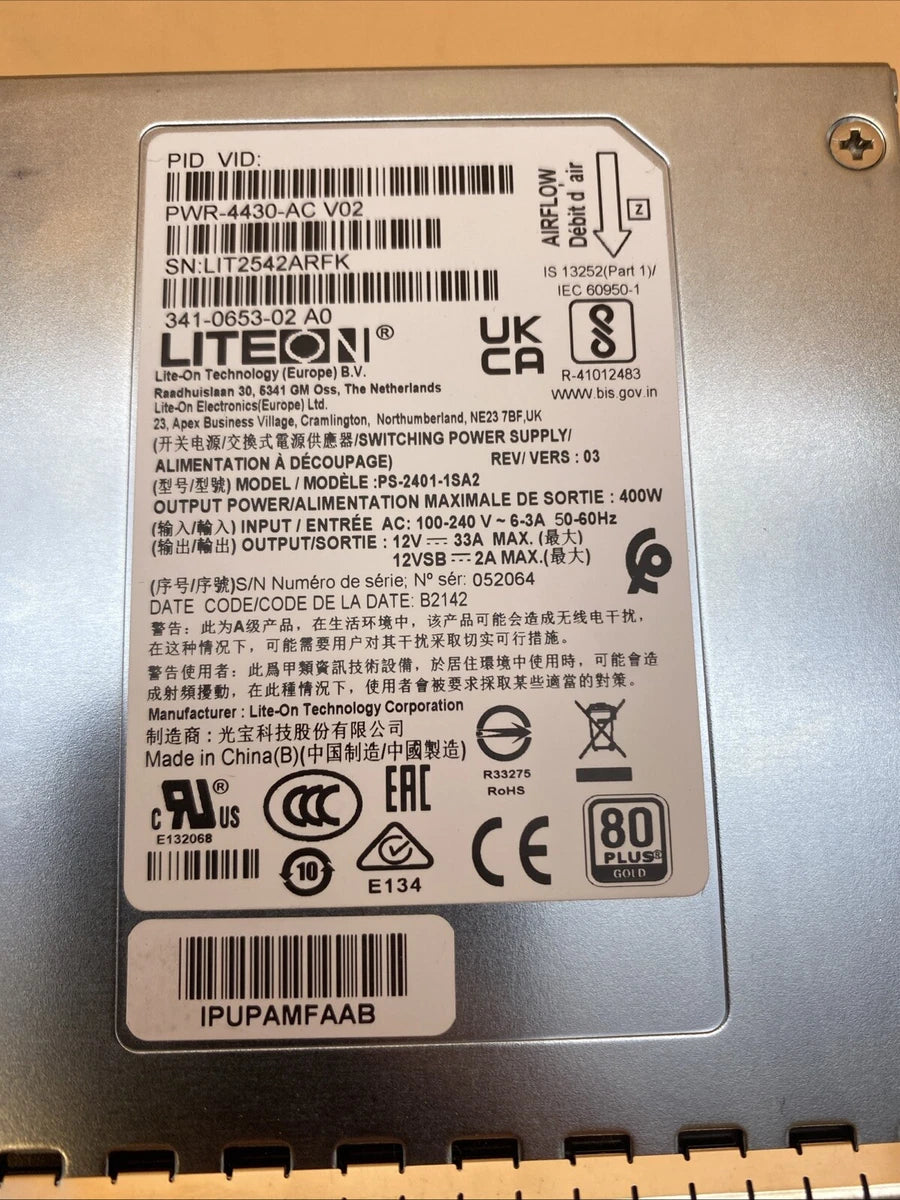 PID VID:
PWR-4430-AC V02
SN:LIT2542ARFK
341-0653-02 A0
AIRFLOW
Débit d' air
Z
IS 13252(Part 1)/
IEC 60950-1
LITEON®
UK
CA
R-41012483
www.bis.gov.in
Lite-On Technology (Europe) B.V.
Raadhuislaan 30, 5341 GM Oss, The Netherlands
Lite-On Electronics(Europe) Ltd.
23, Apex Business Village, Cramlington, Northumberland, NE23 7BF,UK
(开关电源/交換式電源供應器/SWITCHING POWER SUPPLY/
ALIMENTATION À DÉCOUPAGE) REV/ VERS : 03
(型号/型號) MODEL / MODÈLE :PS-2401-1SA2
OUTPUT POWER/ALIMENTATION MAXIMALE DE SORTIE : 400W
(输入/輸入) INPUT / ENTRÉE AC: 100-240 V ~ 6-3A 50-60Hz
(输出/輸出) OUTPUT/SORTIE : 12V ⎓ 33A MAX. (最大)
12VSB ⎓ 2A MAX.(最大)
(序号/序號)S/N Numéro de série; Nº sér: 052064
DATE CODE/CODE DE LA DATE: B2142
警告：此为A级产品，在生活环境中，该产品可能会造成无线电干扰，
在这种情况下，可能需要用户对其干扰采取切实可行措施。
警告使用者：此爲甲類資訊技術設備，於居住環境中使用時，可能會造
成射頻擾動，在此種情況下，使用者會被要求採取某些適當的對策。
Manufacturer : Lite-On Technology Corporation
制造商：光宝科技股份有限公司
Made in China(B)(中国制造/中國製造)
R33275
RoHS
c RU® US
E132068
CCC
EAC
10
E134
CE
80
PLUS®
GOLD
IPUPAMFAAB